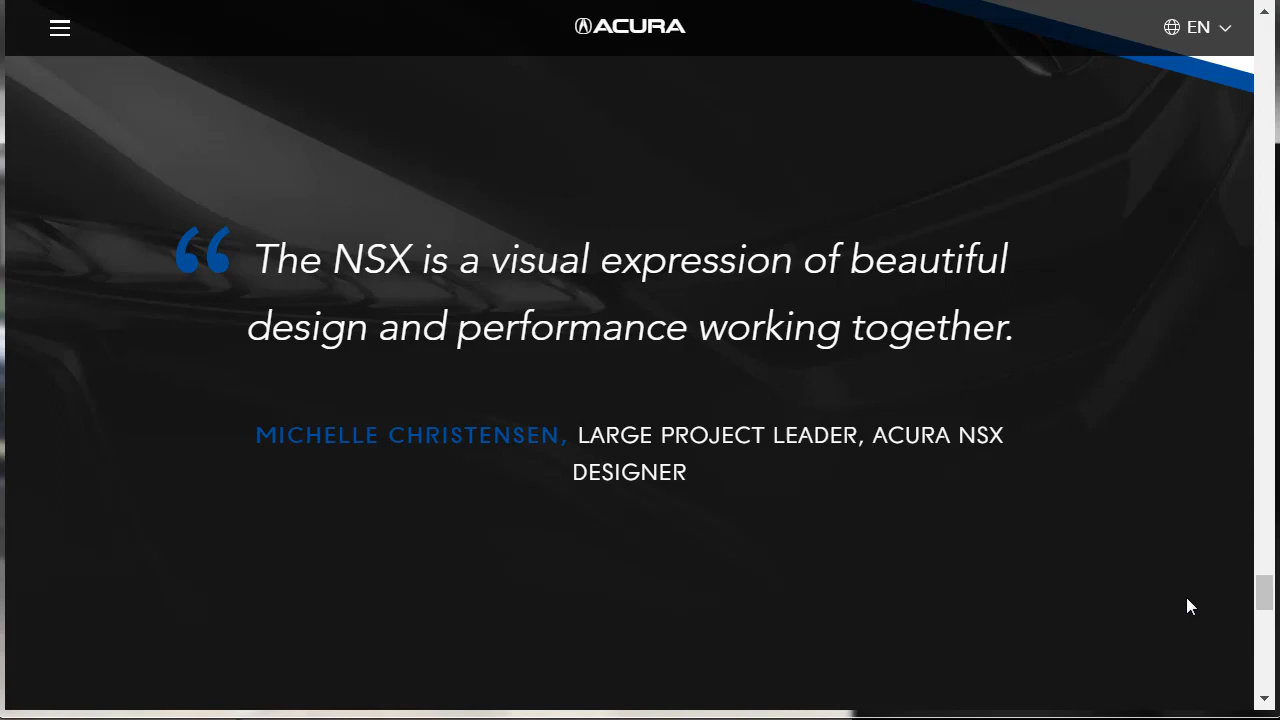 ACURA
EN
“ The NSX is a visual expression of beautiful
design and performance working together.
MICHELLE CHRISTENSEN, LARGE PROJECT LEADER, ACURA NSX
DESIGNER